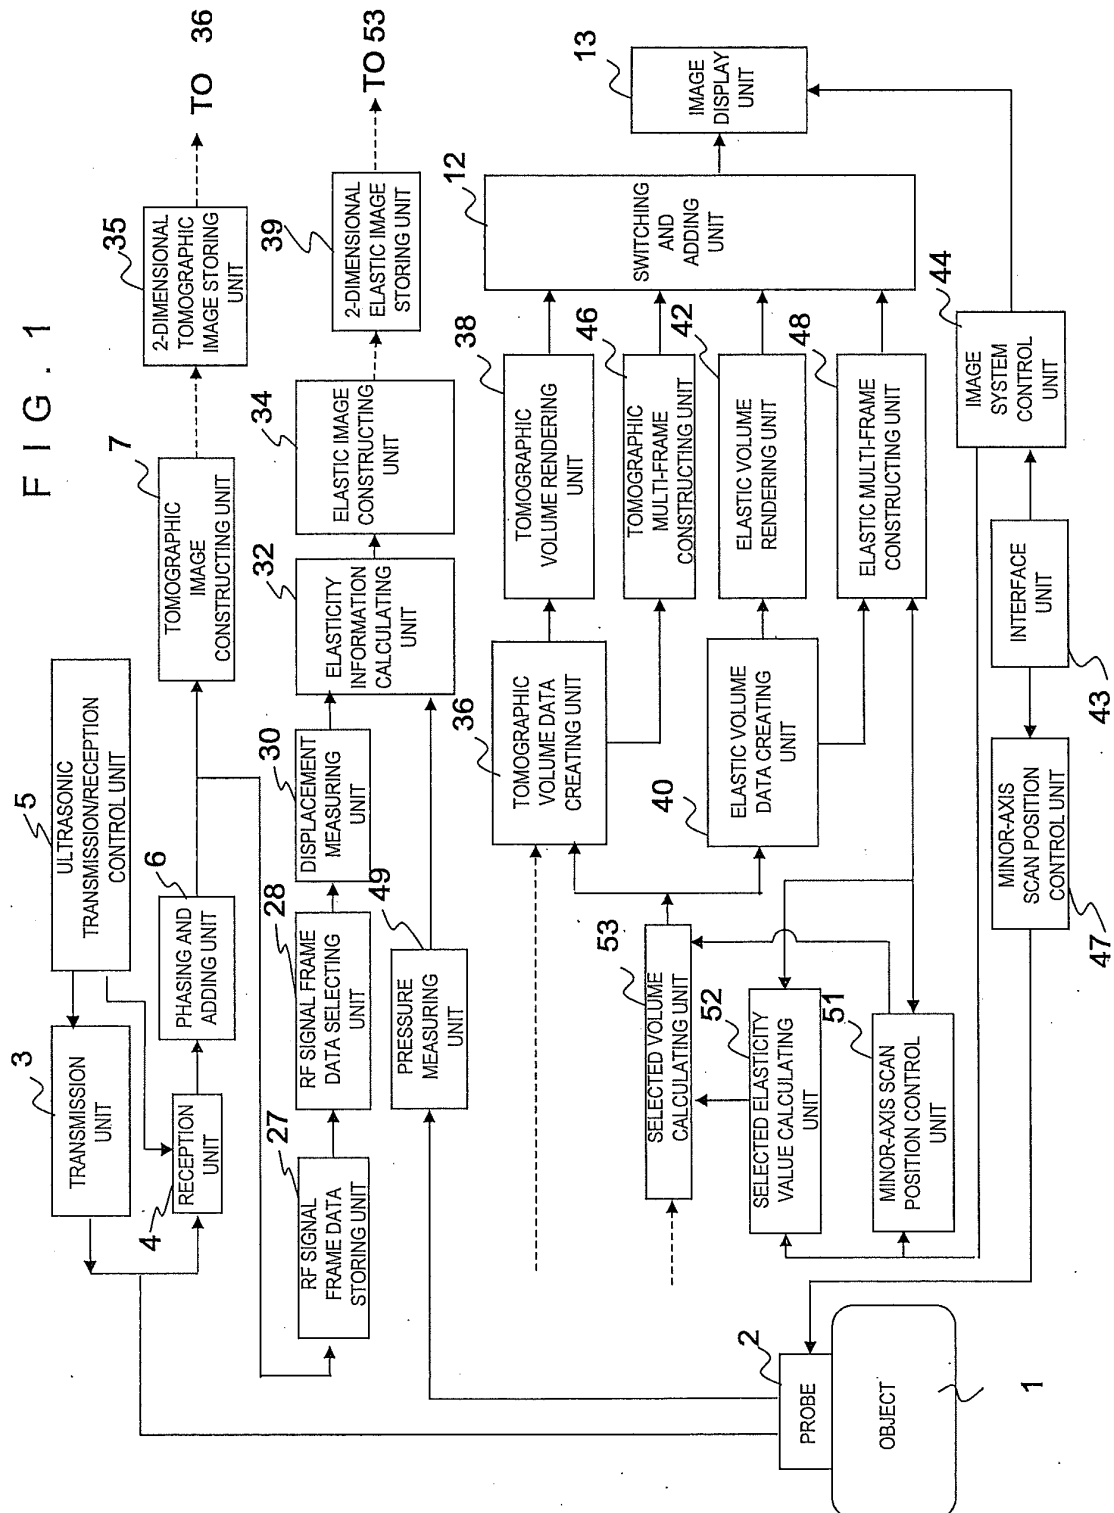 FIG. 1
5
ULTRASONIC
TRANSMISSION/RECEPTION
CONTROL UNIT
3
TRANSMISSION
UNIT
4
RECEPTION
UNIT
6
PHASING AND
ADDING UNIT
7
TOMOGRAPHIC
IMAGE
CONSTRUCTING UNIT
35
2-DIMENSIONAL
TOMOGRAPHIC
IMAGE STORING
UNIT
TO 36
27
RF SIGNAL
FRAME DATA
STORING UNIT
28
RF SIGNAL FRAME
DATA SELECTING
UNIT
30
DISPLACEMENT
MEASURING
UNIT
32
ELASTICITY
INFORMATION
CALCULATING
UNIT
34
ELASTIC IMAGE
CONSTRUCTING
UNIT
39
2-DIMENSIONAL
ELASTIC IMAGE
STORING UNIT
TO 53
49
PRESSURE
MEASURING
UNIT
36
TOMOGRAPHIC
VOLUME DATA
CREATING UNIT
38
TOMOGRAPHIC
VOLUME RENDERING
UNIT
46
TOMOGRAPHIC
MULTI-FRAME
CONSTRUCTING UNIT
12
SWITCHING
AND
ADDING
UNIT
13
IMAGE
DISPLAY
UNIT
53
SELECTED VOLUME
CALCULATING UNIT
40
ELASTIC VOLUME
DATA CREATING
UNIT
42
ELASTIC VOLUME
RENDERING UNIT
48
ELASTIC MULTI-FRAME
CONSTRUCTING UNIT
52
SELECTED ELASTICITY
VALUE CALCULATING
UNIT
51
MINOR-AXIS SCAN
POSITION CONTROL
UNIT
44
IMAGE
SYSTEM
CONTROL
UNIT
INTERFACE
UNIT
43
MINOR-AXIS
SCAN POSITION
CONTROL UNIT
47
2
PROBE
OBJECT
1